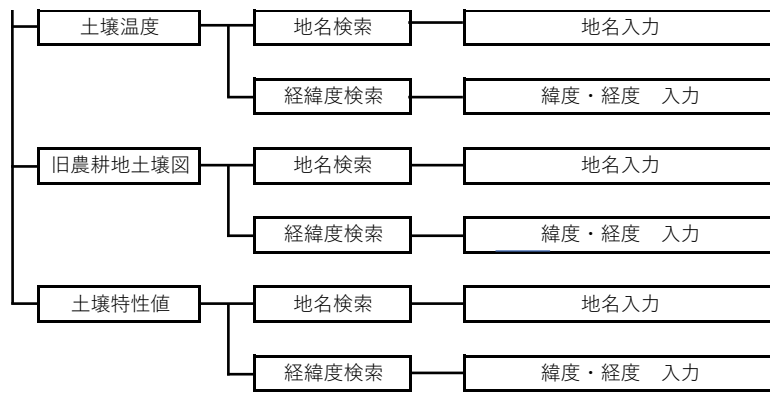 土壌温度 地名検索 地名入力
経緯度検索 緯度・経度　入力
旧農耕地土壌図 地名検索 地名入力
経緯度検索 緯度・経度　入力
土壌特性値 地名検索 地名入力
経緯度検索 緯度・経度　入力